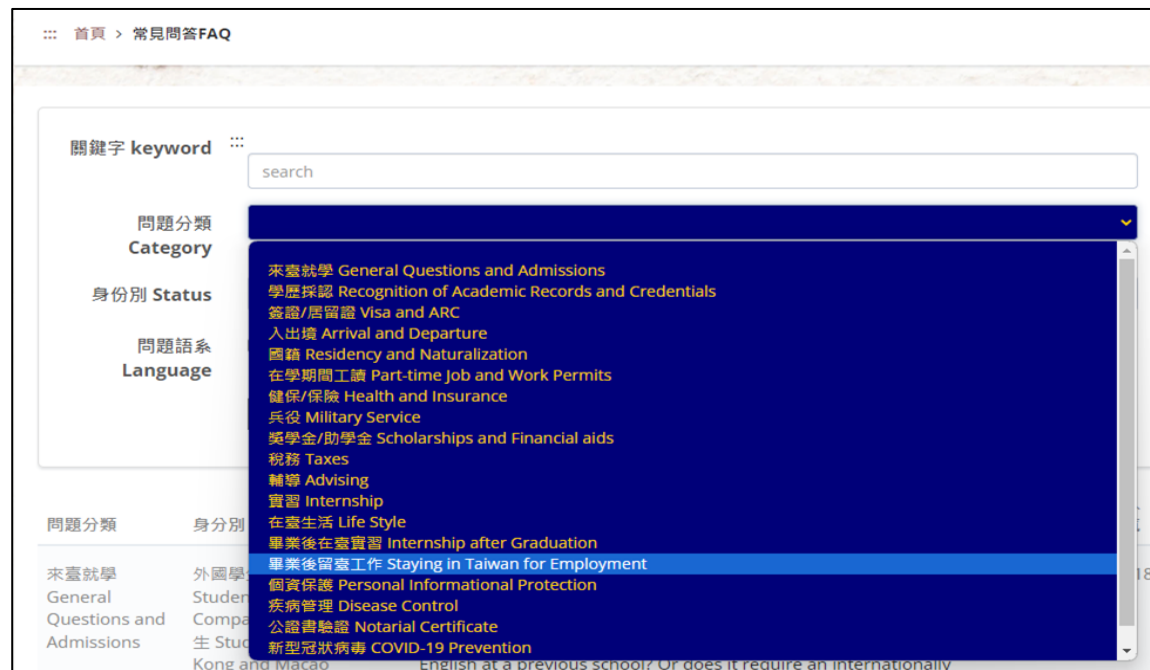 ::: 首頁 > 常見問答FAQ
關鍵字 keyword :::
search
問題分類
Category
身份別 Status
問題語系
Language
來臺就學 General Questions and Admissions
學歷採認 Recognition of Academic Records and Credentials
簽證/居留證 Visa and ARC
入出境 Arrival and Departure
國籍 Residency and Naturalization
在學期間工讀 Part-time Job and Work Permits
健保/保險 Health and Insurance
兵役 Military Service
獎學金/助學金 Scholarships and Financial aids
稅務 Taxes
輔導 Advising
實習 Internship
在臺生活 Life Style
畢業後在臺實習 Internship after Graduation
畢業後留臺工作 Staying in Taiwan for Employment
個資保護 Personal Informational Protection
疾病管理 Disease Control
公證書驗證 Notarial Certificate
新型冠狀病毒 COVID-19 Prevention
問題分類 身分別
來臺就學 外國學 18
General
Questions and
Admissions 生
Kong and Macao English at a previous school? Or does it require an internationally